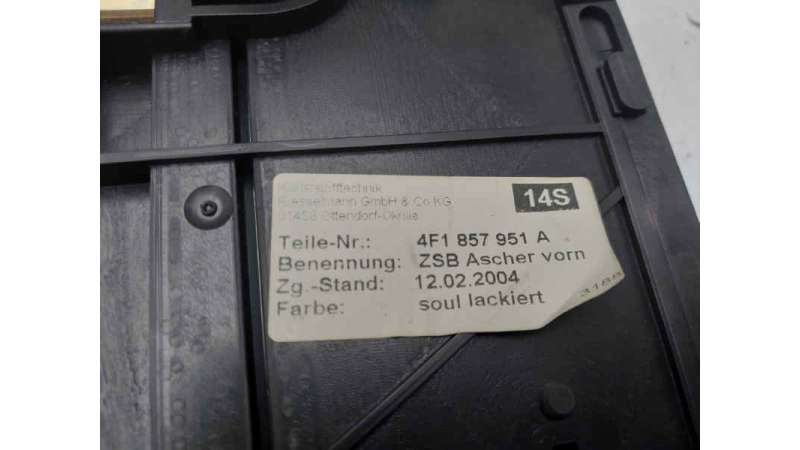 Kunststofftechnik
GmbH & Co KG
14S
Teile-Nr.: 4F1 857 951 A
Benennung: ZSB Ascher vorn
Zg.-Stand: 12.02.2004
Farbe: soul lackiert